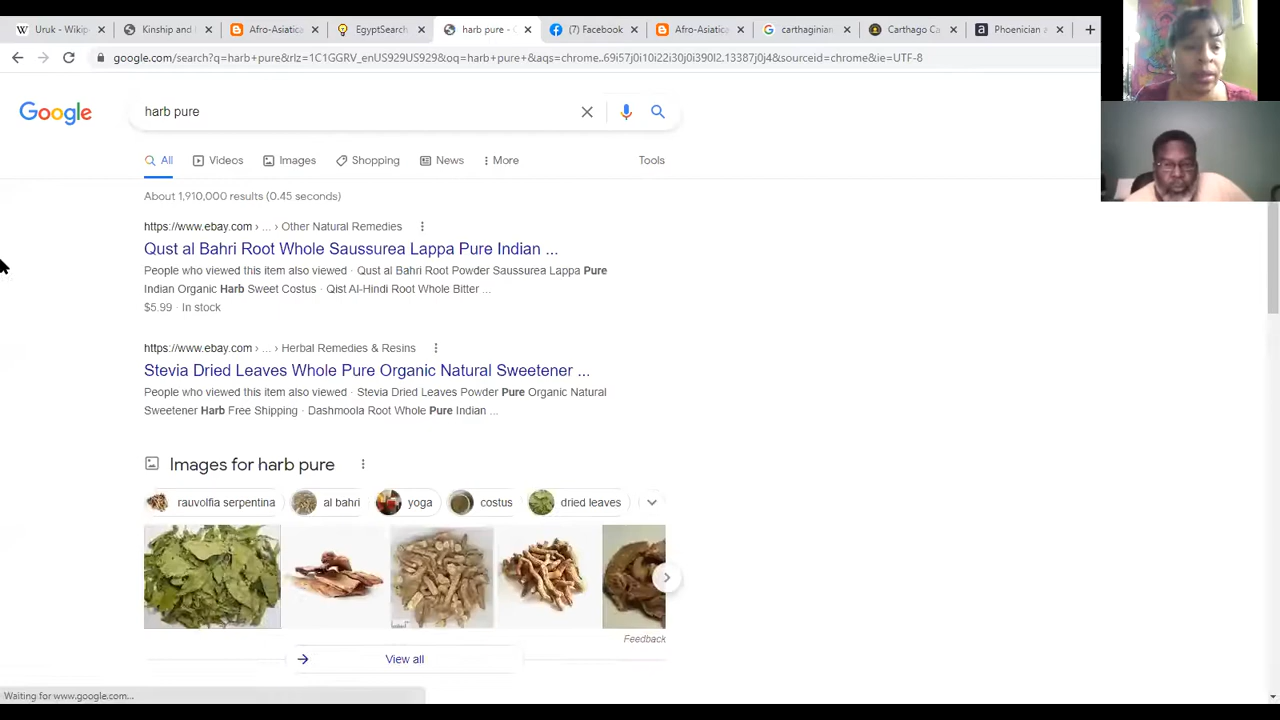 Uruk - Wikip
Kinship and
Afro-Asiatica
EgyptSearch
harb pure - G
(7) Facebook
Afro-Asiatica
carthaginian
Carthago Ca
Phoenician a
google.com/search?q=harb+pure&rlz=1C1GGRV_enUS929US929&oq=harb+pure+&aqs=chrome..69i57j0i10i22i30j0i390l2.13387j0j4&sourceid=chrome&ie=UTF-8
Google
harb pure
All
Videos
Images
Shopping
News
More
Tools
About 1,910,000 results (0.45 seconds)
https://www.ebay.com › ... › Other Natural Remedies
Qust al Bahri Root Whole Saussurea Lappa Pure Indian ...
People who viewed this item also viewed · Qust al Bahri Root Powder Saussurea Lappa Pure
Indian Organic Harb Sweet Costus · Qist Al-Hindi Root Whole Bitter ...
$5.99 · In stock
https://www.ebay.com › ... › Herbal Remedies & Resins
Stevia Dried Leaves Whole Pure Organic Natural Sweetener ...
People who viewed this item also viewed · Stevia Dried Leaves Powder Pure Organic Natural
Sweetener Harb Free Shipping · Dashmoola Root Whole Pure Indian ...
Images for harb pure
rauvolfia serpentina
al bahri
yoga
costus
dried leaves
Feedback
View all
Waiting for www.google.com...